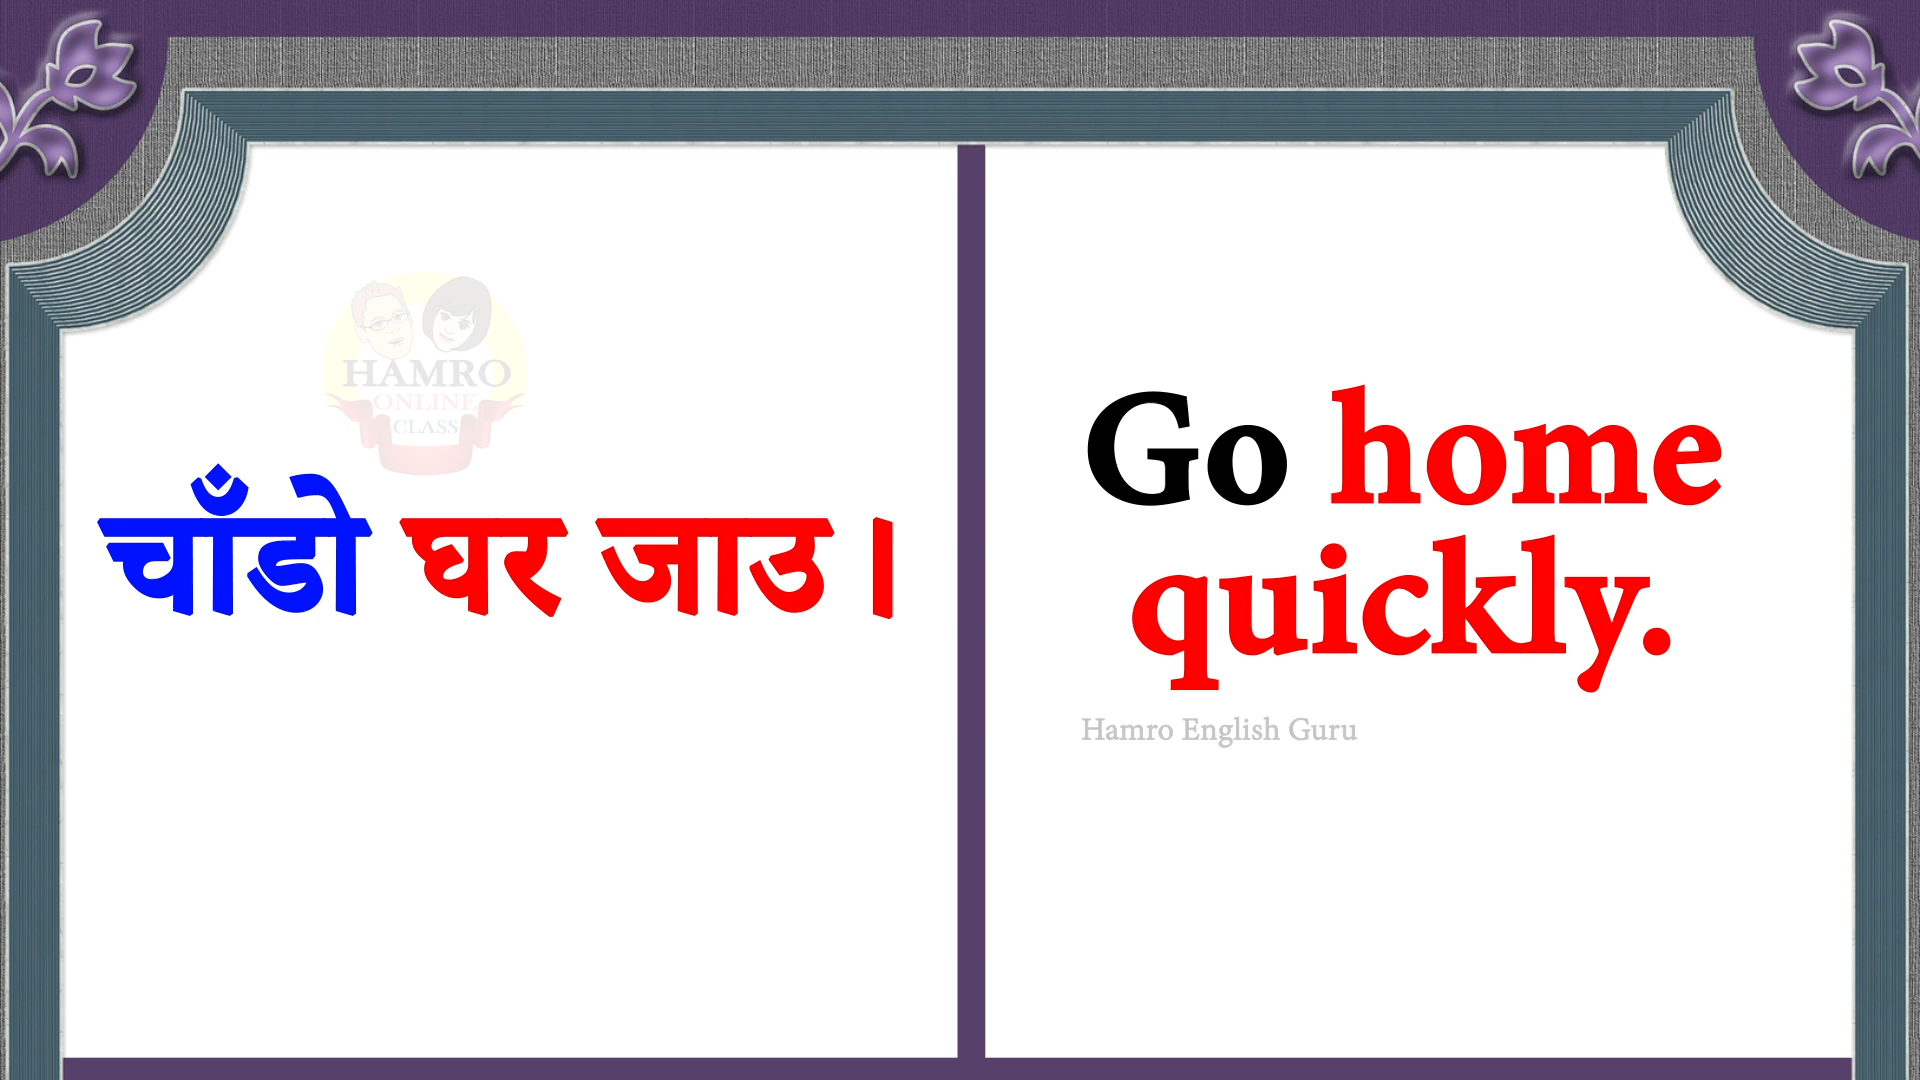 HAMRO
ONLINE
CLASS
चाँडो घर जाउ।
Go home
quickly.
Hamro English Guru